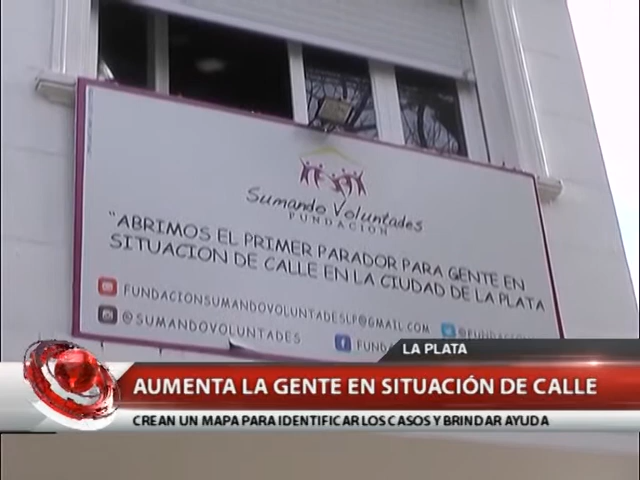 Sumando Voluntades
FUNDACIÓN
"ABRIMOS EL PRIMER PARADOR PARA GENTE EN
SITUACION DE CALLE EN LA CIUDAD DE LA PLATA
FUNDACIONSUMANDOVOLUNTADESLP@GMAIL.COM
@SUMANDOVOLUNTADES
LA PLATA
AUMENTA LA GENTE EN SITUACIÓN DE CALLE
CREAN UN MAPA PARA IDENTIFICAR LOS CASOS Y BRINDAR AYUDA